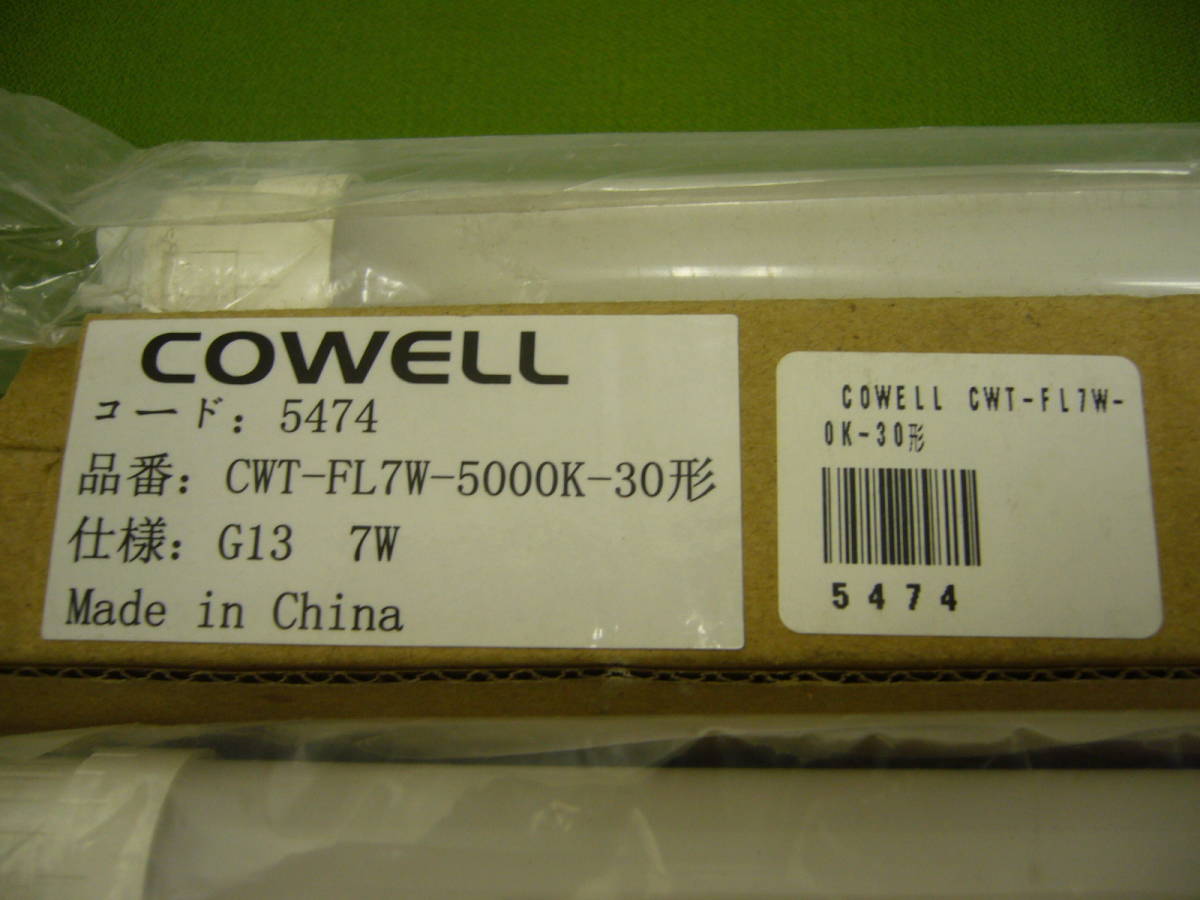 COWELL
コード: 5474
品番: CWT-FL7W-5000K-30形
仕様: G13 7W
Made in China
COWELL CWT-FL7W-
0K-30形
5474